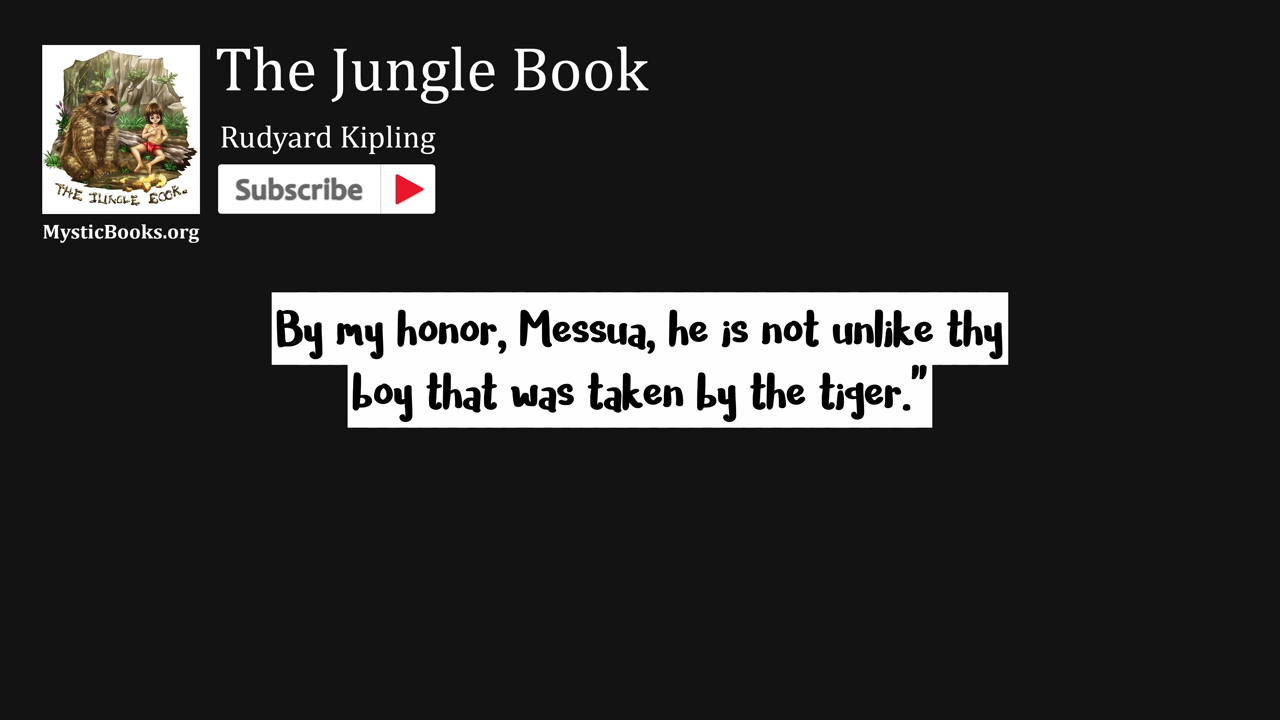 The Jungle Book
Rudyard Kipling
Subscribe
THE JUNGLE BOOK.
MysticBooks.org
By my honor, Messua, he is not unlike thy
boy that was taken by the tiger."